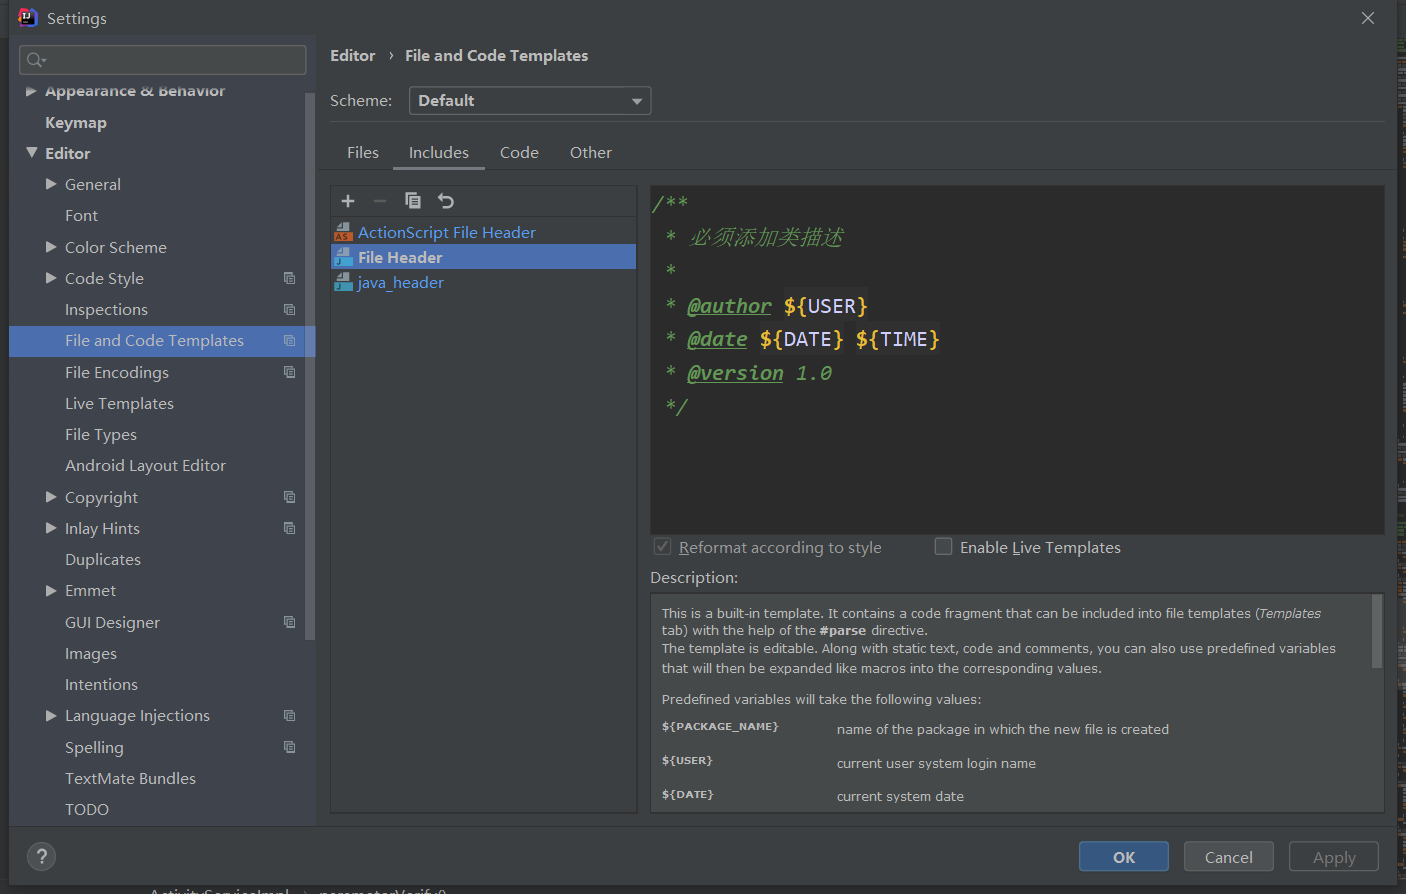 Settings
Editor › File and Code Templates
Appearance & Behavior
Scheme: Default
Keymap
Editor
Files Includes Code Other
General
Font
Color Scheme
Code Style
Inspections
File and Code Templates
File Encodings
Live Templates
File Types
Android Layout Editor
Copyright
Inlay Hints
Duplicates
Emmet
GUI Designer
Images
Intentions
Language Injections
Spelling
TextMate Bundles
TODO
ActionScript File Header
File Header
java_header
/**
* 必须添加类描述
*
* @author ${USER}
* @date ${DATE} ${TIME}
* @version 1.0
*/
Reformat according to style Enable Live Templates
Description:
This is a built-in template. It contains a code fragment that can be included into file templates (Templates
tab) with the help of the #parse directive.
The template is editable. Along with static text, code and comments, you can also use predefined variables
that will then be expanded like macros into the corresponding values.
Predefined variables will take the following values:
${PACKAGE_NAME} name of the package in which the new file is created
${USER} current user system login name
${DATE} current system date
? OK Cancel Apply
ActivityServiceImpl › parameterVerify()